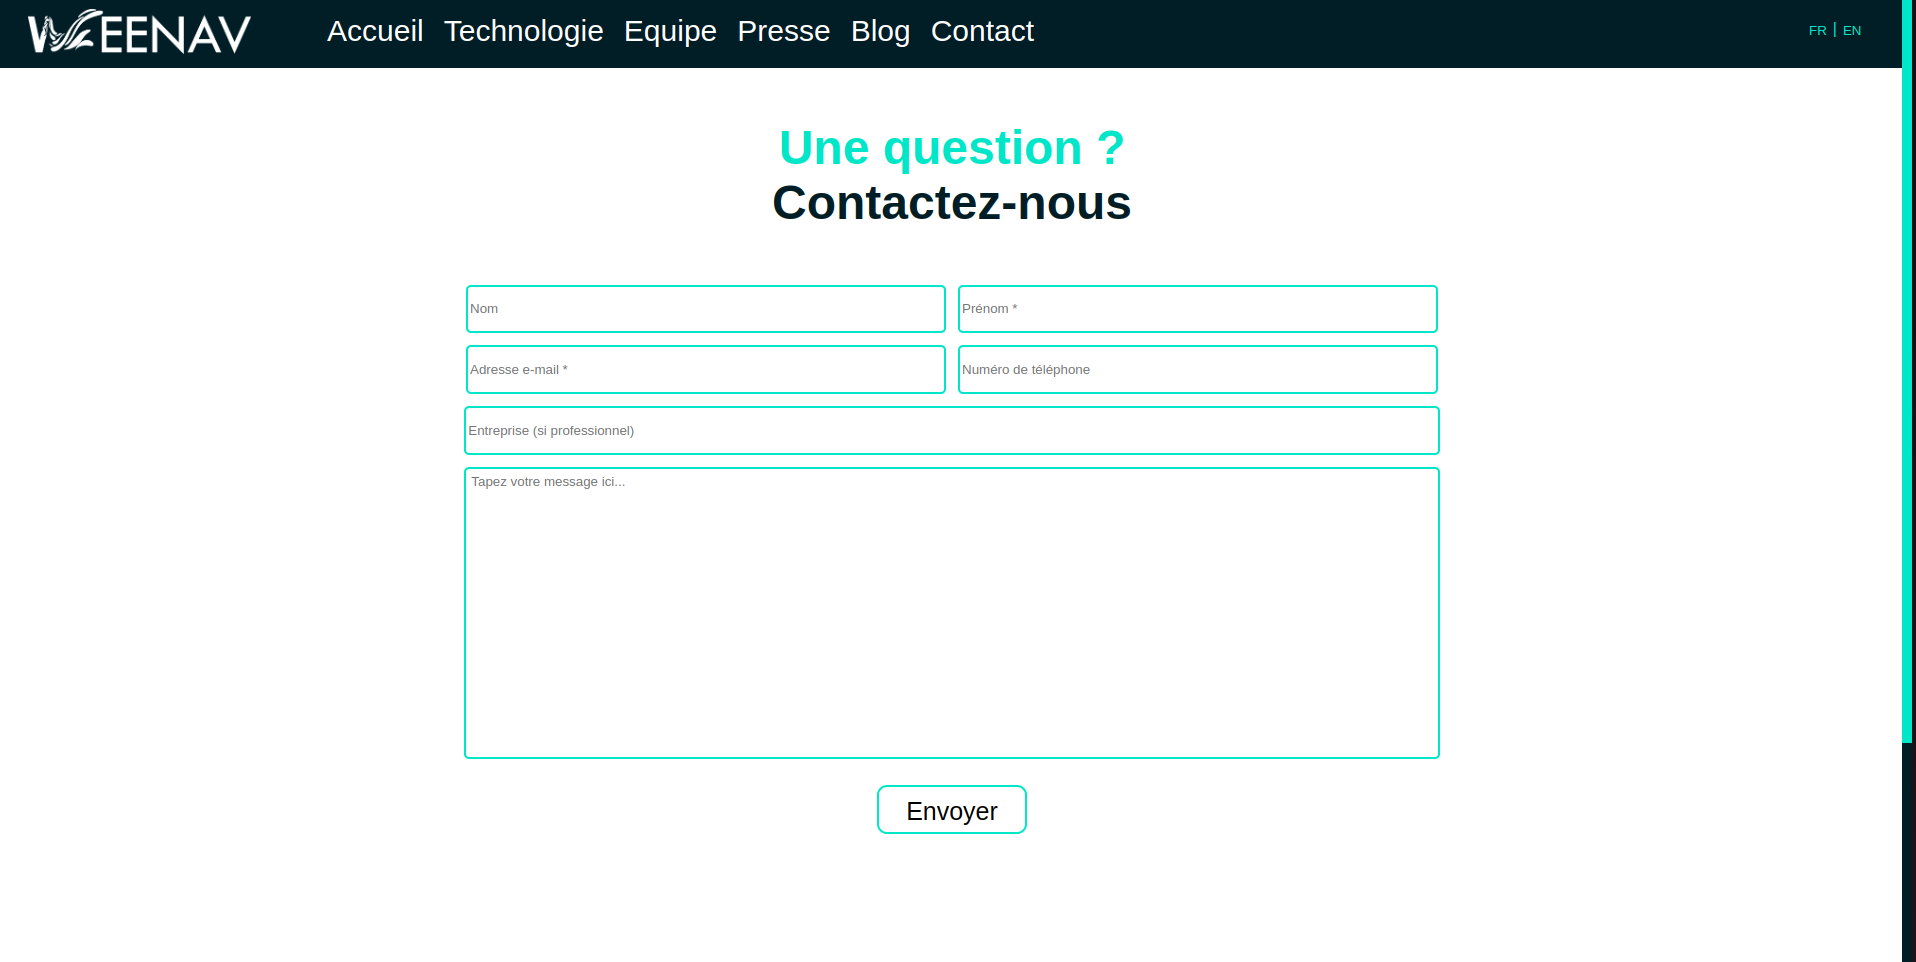 WEENAV
Accueil Technologie Equipe Presse Blog Contact
FR | EN
Une question ?
Contactez-nous
Nom
Prénom *
Adresse e-mail *
Numéro de téléphone
Entreprise (si professionnel)
Tapez votre message ici...
Envoyer